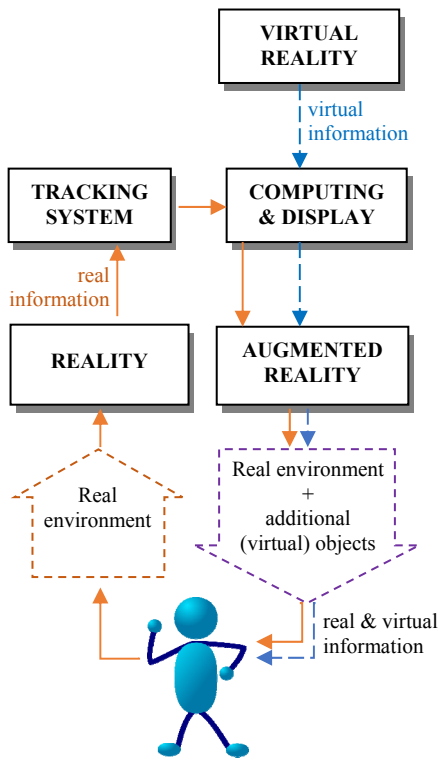 VIRTUAL
REALITY
virtual
information
TRACKING
SYSTEM
COMPUTING
& DISPLAY
real
information
REALITY
AUGMENTED
REALITY
Real
environment
Real environment
+
additional
(virtual) objects
real & virtual
information